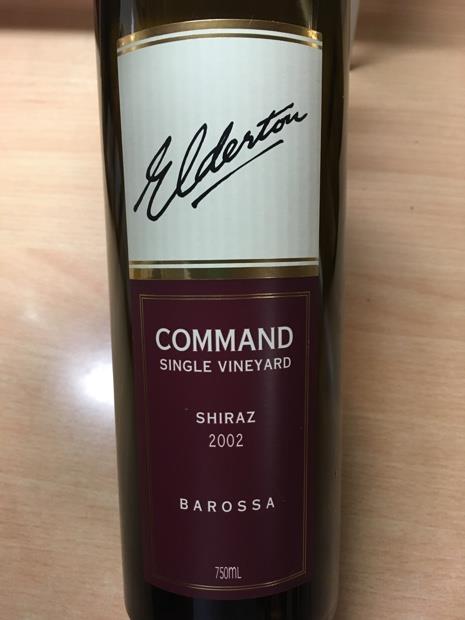 Elderton
COMMAND
SINGLE VINEYARD
SHIRAZ
2002
BAROSSA
750mL